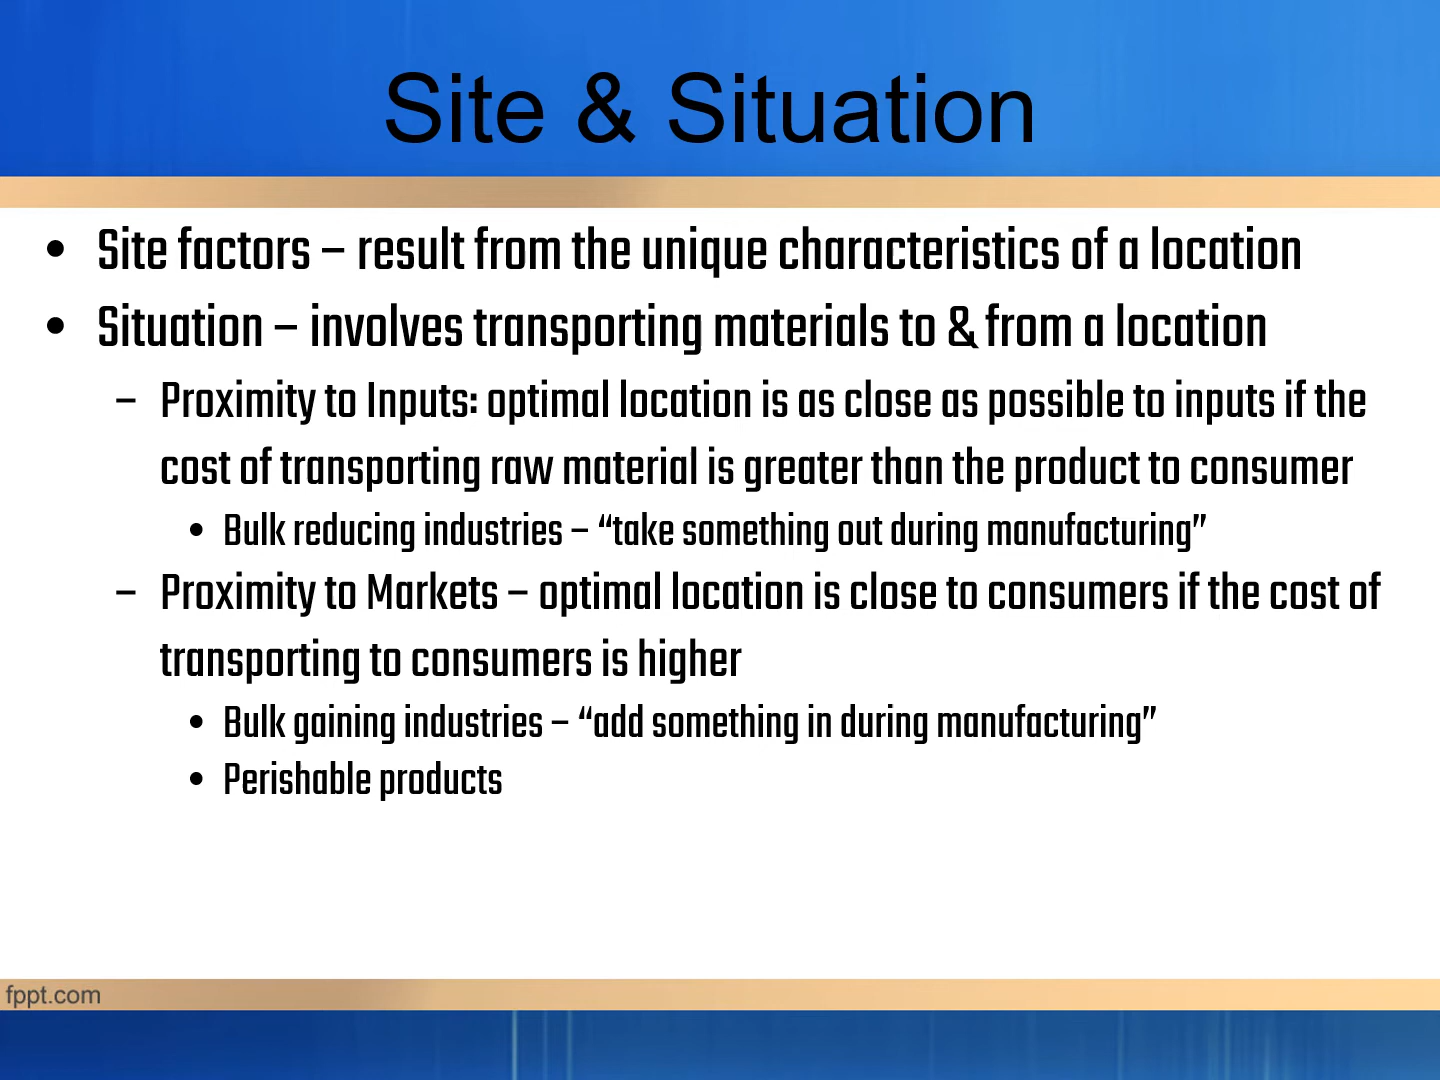 Site & Situation
• Site factors – result from the unique characteristics of a location
• Situation – involves transporting materials to & from a location
– Proximity to Inputs: optimal location is as close as possible to inputs if the
cost of transporting raw material is greater than the product to consumer
• Bulk reducing industries – “take something out during manufacturing”
– Proximity to Markets – optimal location is close to consumers if the cost of
transporting to consumers is higher
• Bulk gaining industries – “add something in during manufacturing”
• Perishable products
fppt.com